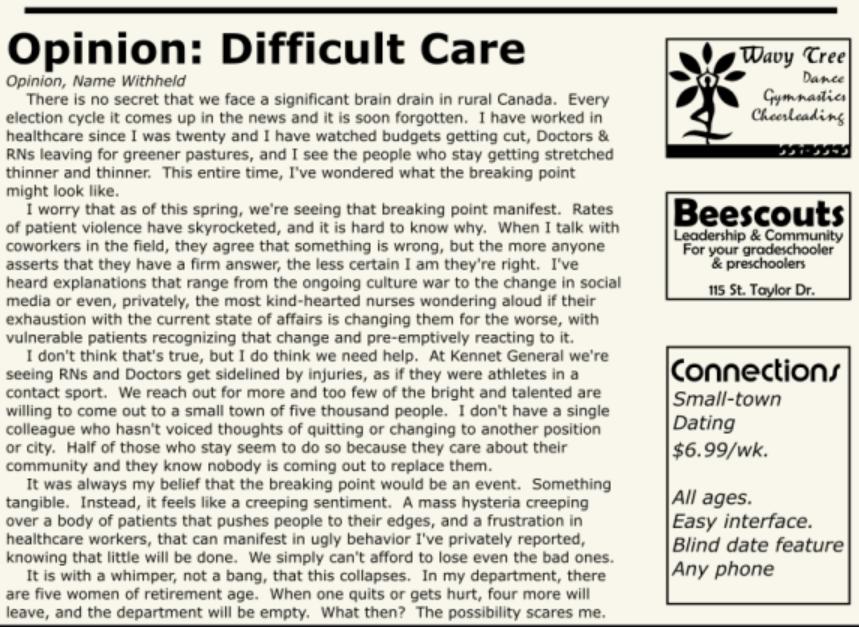 Opinion: Difficult Care
Opinion, Name Withheld
There is no secret that we face a significant brain drain in rural Canada. Every
election cycle it comes up in the news and it is soon forgotten. I have worked in
healthcare since I was twenty and I have watched budgets getting cut, Doctors &
RNs leaving for greener pastures, and I see the people who stay getting stretched
thinner and thinner. This entire time, I've wondered what the breaking point
might look like.
I worry that as of this spring, we're seeing that breaking point manifest. Rates
of patient violence have skyrocketed, and it is hard to know why. When I talk with
coworkers in the field, they agree that something is wrong, but the more anyone
asserts that they have a firm answer, the less certain I am they're right. I've
heard explanations that range from the ongoing culture war to the change in social
media or even, privately, the most kind-hearted nurses wondering aloud if their
exhaustion with the current state of affairs is changing them for the worse, with
vulnerable patients recognizing that change and pre-emptively reacting to it.
I don't think that's true, but I do think we need help. At Kennet General we're
seeing RNs and Doctors get sidelined by injuries, as if they were athletes in a
contact sport. We reach out for more and too few of the bright and talented are
willing to come out to a small town of five thousand people. I don't have a single
colleague who hasn't voiced thoughts of quitting or changing to another position
or city. Half of those who stay seem to do so because they care about their
community and they know nobody is coming out to replace them.
It was always my belief that the breaking point would be an event. Something
tangible. Instead, it feels like a creeping sentiment. A mass hysteria creeping
over a body of patients that pushes people to their edges, and a frustration in
healthcare workers, that can manifest in ugly behavior I've privately reported,
knowing that little will be done. We simply can't afford to lose even the bad ones.
It is with a whimper, not a bang, that this collapses. In my department, there
are five women of retirement age. When one quits or gets hurt, four more will
leave, and the department will be empty. What then? The possibility scares me.
Wavy Tree
Dance
Gymnastics
Cheerleading
Beescouts
Leadership & Community
For your gradeschooler
& preschoolers
115 St. Taylor Dr.
Connections
Small-town
Dating
$6.99/wk.
All ages.
Easy interface.
Blind date feature
Any phone